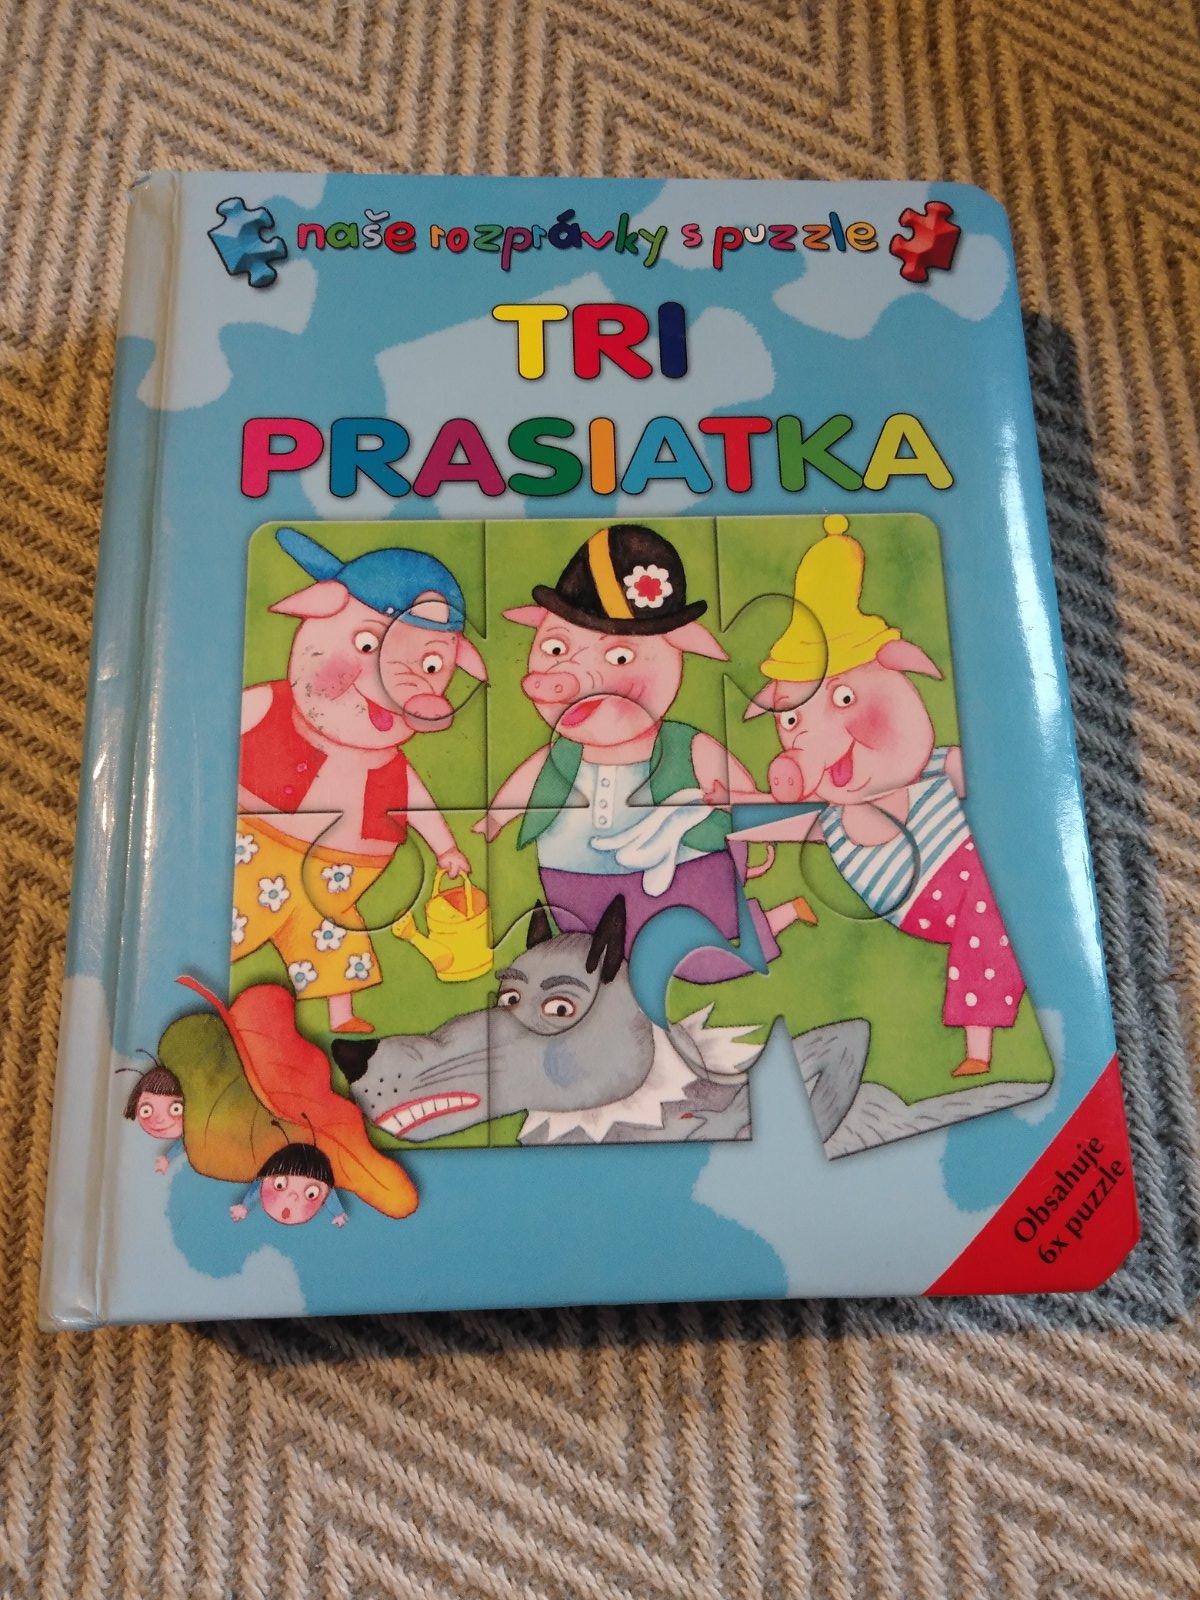 naše rozprávky s puzzle
TRI
PRASIATKA
Obsahuje
6x puzzle